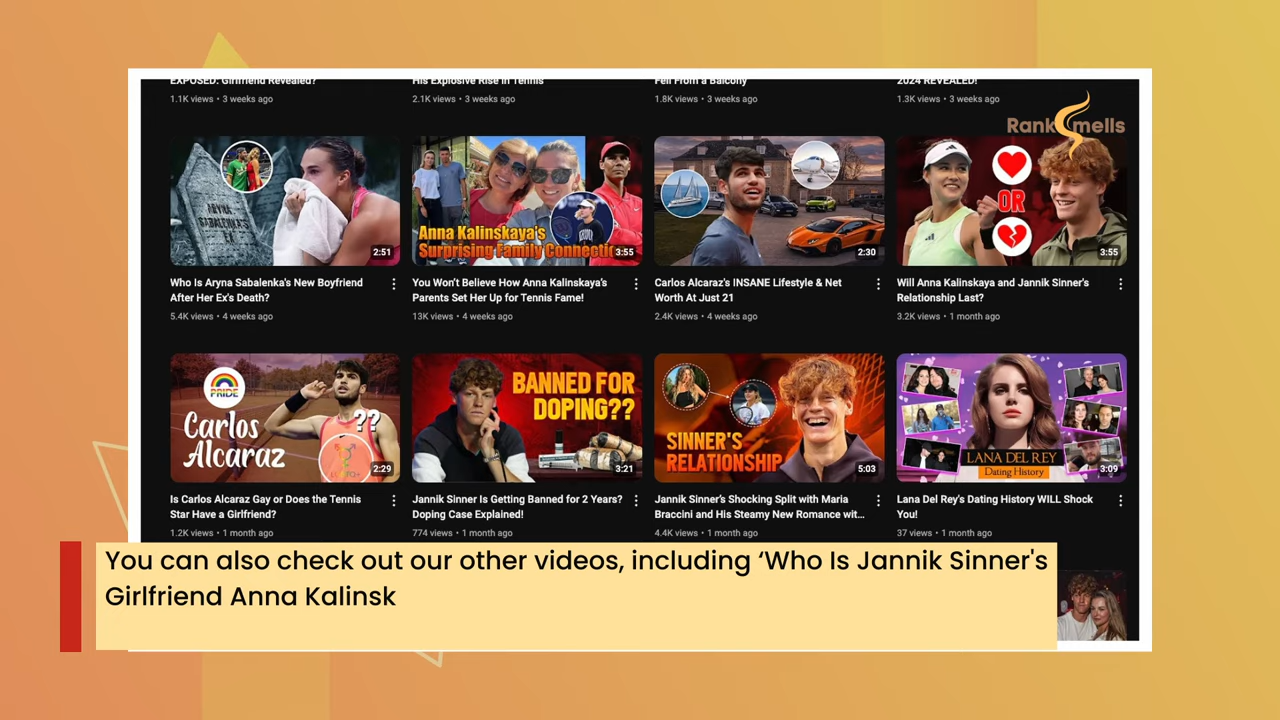 EXPOSED: Girlfriend Revealed?
His Explosive Rise in Tennis
Fell From a Balcony
2024 REVEALED!
1.1K views • 3 weeks ago
2.1K views • 3 weeks ago
1.8K views • 3 weeks ago
1.3K views • 3 weeks ago
RankSmells
ARYNA
SABALENKA'S
EX
2:51
Anna Kalinskaya's
Surprising Family Connectio
3:55
2:30
OR
3:55
Who Is Aryna Sabalenka's New Boyfriend
After Her Ex's Death?
5.4K views • 4 weeks ago
You Won't Believe How Anna Kalinskaya's
Parents Set Her Up for Tennis Fame!
13K views • 4 weeks ago
Carlos Alcaraz's INSANE Lifestyle & Net
Worth At Just 21
2.4K views • 4 weeks ago
Will Anna Kalinskaya and Jannik Sinner's
Relationship Last?
3.2K views • 1 month ago
PRIDE
Carlos
Alcaraz
??
2:29
BANNED FOR
DOPING??
3:21
SINNER'S
RELATIONSHIP
5:03
LANA DEL REY
Dating History
3:09
Is Carlos Alcaraz Gay or Does the Tennis
Star Have a Girlfriend?
1.2K views • 1 month ago
Jannik Sinner Is Getting Banned for 2 Years?
Doping Case Explained!
774 views • 1 month ago
Jannik Sinner's Shocking Split with Maria
Braccini and His Steamy New Romance wit...
4.4K views • 1 month ago
Lana Del Rey's Dating History WILL Shock
You!
37 views • 1 month ago
You can also check out our other videos, including ‘Who Is Jannik Sinner's
Girlfriend Anna Kalinsk